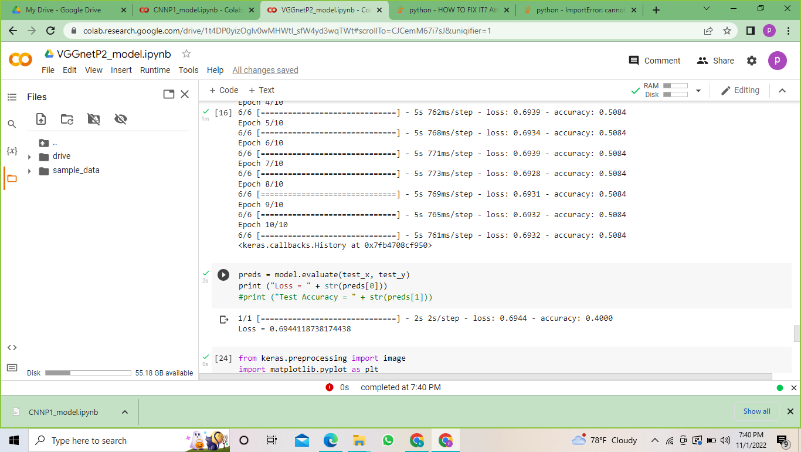 My Drive - Google Drive
CNNP1_model.ipynb - Colab
VGGnetP2_model.ipynb - Col
python - HOW TO FIX IT? A
python - ImportError: cannot
colab.research.google.com/drive/1t4DP0yizOglv0wMHWtl_sfW4yd3wqTWt#scrollTo=CJCemM67i7sJ&uniqifier=1
VGGnetP2_model.ipynb
File Edit View Insert Runtime Tools Help All changes saved
Comment Share
+ Code + Text
RAM
Disk
Editing
Files
..
drive
sample_data
Disk 55.18 GB available
Epoch 4/10
[16] 6/6 [==============================] - 5s 762ms/step - loss: 0.6939 - accuracy: 0.5084
Epoch 5/10
6/6 [==============================] - 5s 768ms/step - loss: 0.6934 - accuracy: 0.5084
Epoch 6/10
6/6 [==============================] - 5s 771ms/step - loss: 0.6939 - accuracy: 0.5084
Epoch 7/10
6/6 [==============================] - 5s 773ms/step - loss: 0.6928 - accuracy: 0.5084
Epoch 8/10
6/6 [==============================] - 5s 769ms/step - loss: 0.6931 - accuracy: 0.5084
Epoch 9/10
6/6 [==============================] - 5s 765ms/step - loss: 0.6932 - accuracy: 0.5084
Epoch 10/10
6/6 [==============================] - 5s 761ms/step - loss: 0.6932 - accuracy: 0.5084
<keras.callbacks.History at 0x7fb4708cf950>
preds = model.evaluate(test_x, test_y)
print ("Loss = " + str(preds[0]))
#print ("Test Accuracy = " + str(preds[1]))
1/1 [==============================] - 2s 2s/step - loss: 0.6944 - accuracy: 0.4000
Loss = 0.6944118738174438
[24] from keras.preprocessing import image
import matplotlib.pyplot as plt
0s completed at 7:40 PM
CNNP1_model.ipynb
Show all
Type here to search
78°F Cloudy
7:40 PM
11/1/2022
9